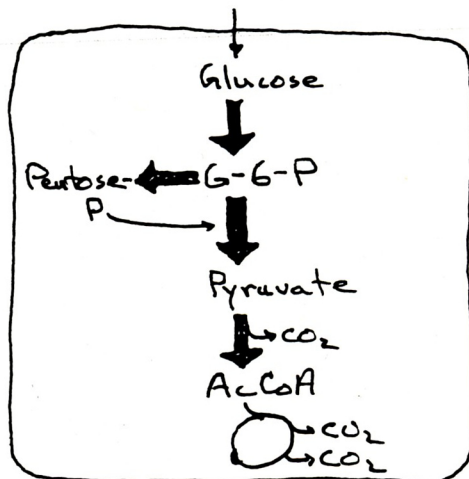 Glucose
Pentose-
P
G-6-P
Pyruvate
CO2
AcCoA
CO2
CO2